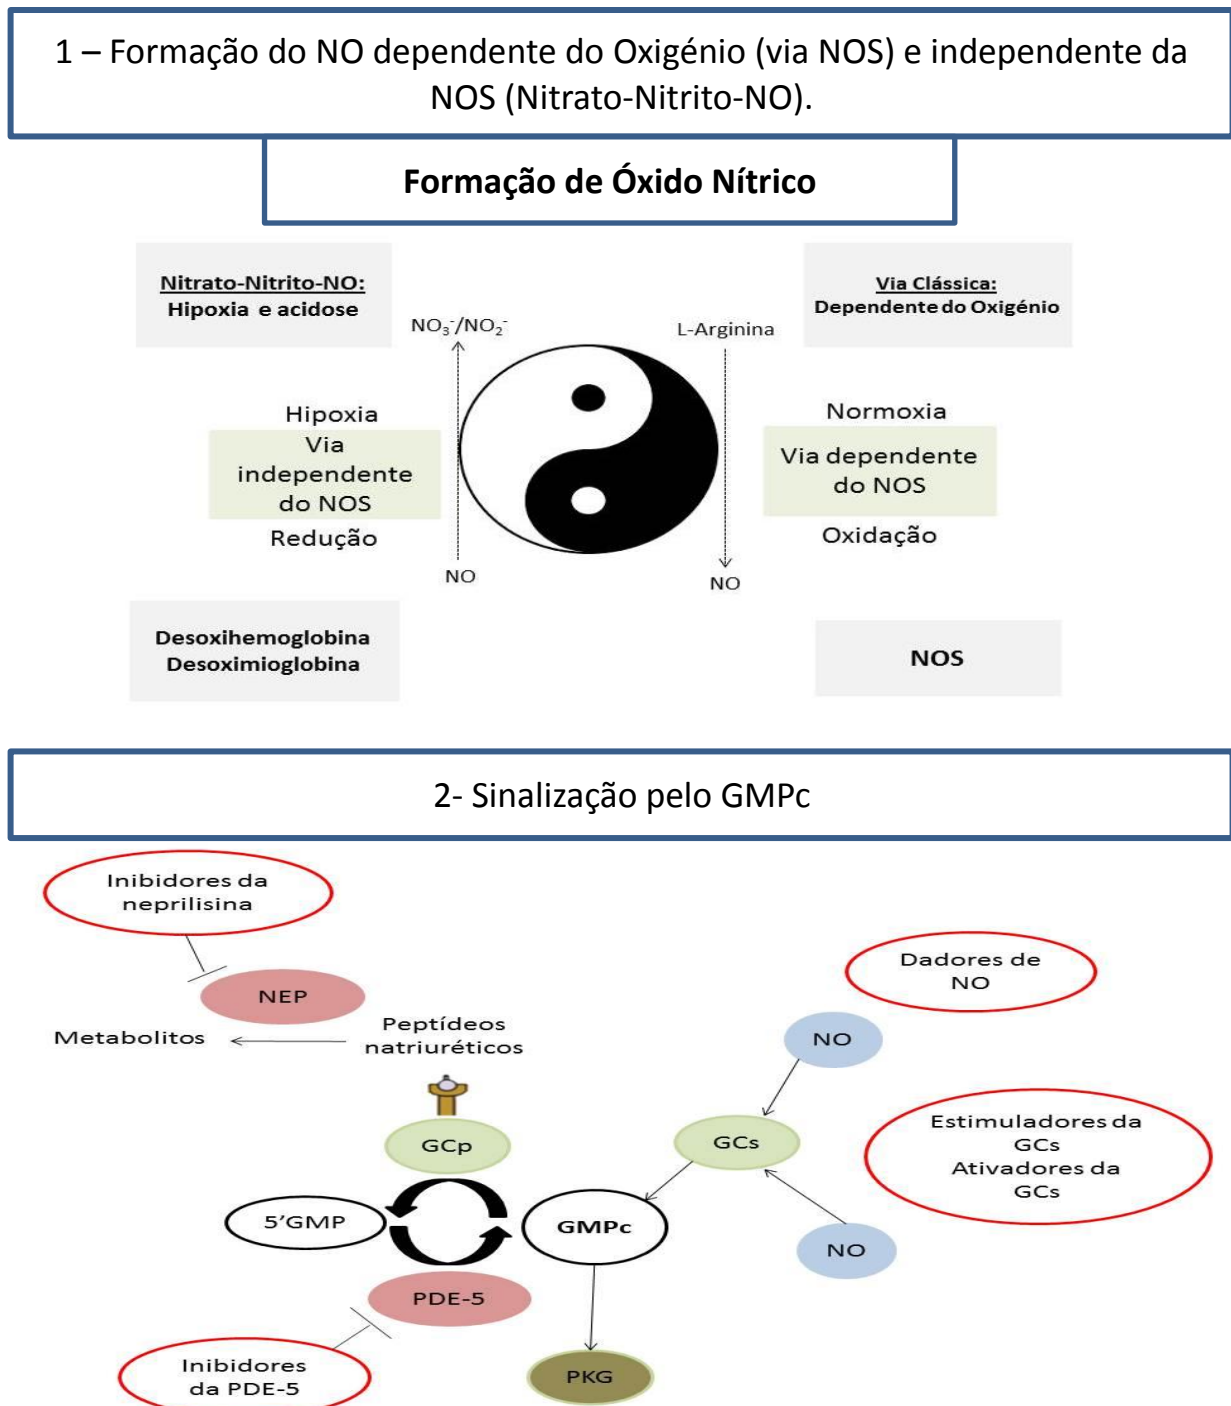 1 – Formação do NO dependente do Oxigénio (via NOS) e independente da
NOS (Nitrato-Nitrito-NO).
Formação de Óxido Nítrico
Nitrato-Nitrito-NO:
Hipoxia e acidose
Via Clássica:
Dependente do Oxigénio
NO₃⁻/NO₂⁻
L-Arginina
Hipoxia
Via
independente
do NOS
Redução
Normoxia
Via dependente
do NOS
Oxidação
NO
NO
Desoxihemoglobina
Desoximioglobina
NOS
2- Sinalização pelo GMPc
Inibidores da
neprilisina
NEP
Metabolitos
Peptídeos
natriuréticos
Dadores de
NO
NO
GCp
GCs
Estimuladores da
GCs
Ativadores da
GCs
5'GMP
GMPc
NO
PDE-5
Inibidores
da PDE-5
PKG